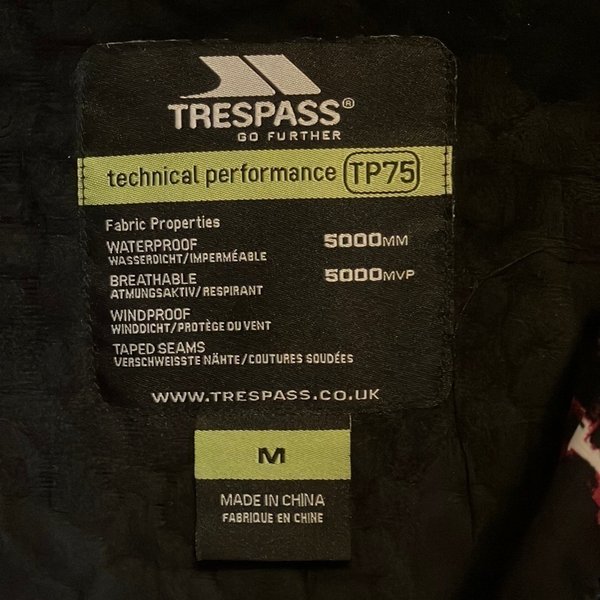 TRESPASS®
GO FURTHER
technical performance TP75
Fabric Properties
WATERPROOF 5000MM
WASSERDICHT/IMPERMÉABLE
BREATHABLE 5000MVP
ATMUNGSAKTIV/RESPIRANT
WINDPROOF
WINDDICHT/PROTÈGE DU VENT
TAPED SEAMS
VERSCHWEISSTE NÄHTE/COUTURES SOUDÉES
WWW.TRESPASS.CO.UK
M
MADE IN CHINA
FABRIQUE EN CHINE